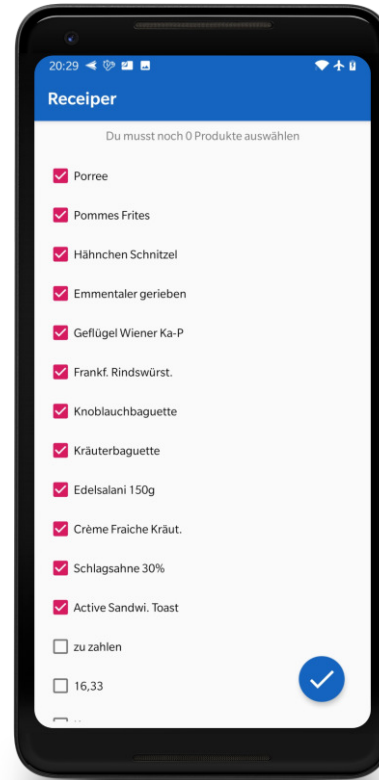 20:29
Receiper
Du musst noch 0 Produkte auswählen
Porree
Pommes Frites
Hähnchen Schnitzel
Emmentaler gerieben
Geflügel Wiener Ka-P
Frankf. Rindswürst.
Knoblauchbaguette
Kräuterbaguette
Edelsalani 150g
Crème Fraiche Kräut.
Schlagsahne 30%
Active Sandwi. Toast
zu zahlen
16,33